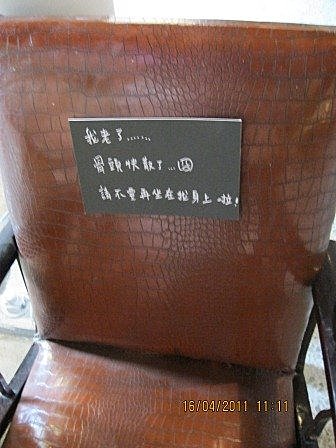 我老了......
骨頭快散了...囧
請不要再坐在我身上啦!
16/04/2011 11:11